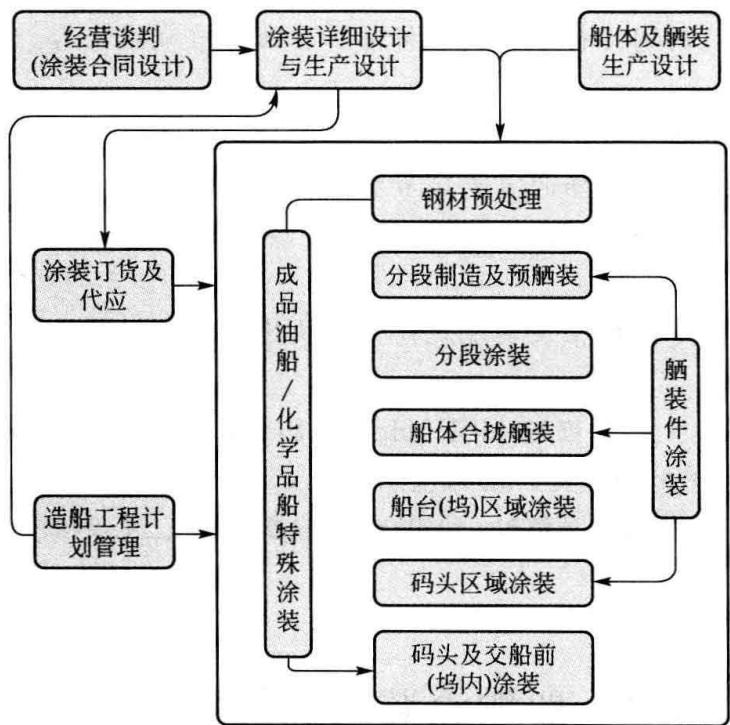 经营谈判
(涂装合同设计)
涂装详细设计
与生产设计
船体及舾装
生产设计
涂装订货及
代应
造船工程计
划管理
成品油船/化学品船特殊涂装
钢材预处理
分段制造及预舾装
分段涂装
船体合拢舾装
船台(坞)区域涂装
码头区域涂装
码头及交船前
(坞内)涂装
舾装件涂装